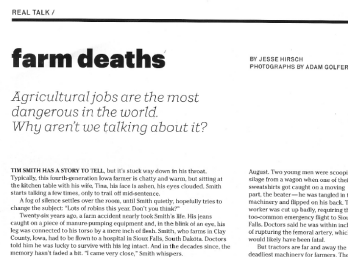 REAL TALK /
farm deaths
BY JESSE HIRSCH
PHOTOGRAPHS BY ADAM GOLFER
Agricultural jobs are the most
dangerous in the world.
Why aren't we talking about it?
TIM SMITH HAS A STORY TO TELL, but it's stuck way down in his throat.
Typically, this fourth-generation Iowa farmer is chatty and warm, but sitting at
the kitchen table with his wife, Tina, his face is ashen, his eyes clouded. Smith
starts talking a few times, only to trail off mid-sentence.
A fog of silence settles over the room, until Smith quietly, hopefully tries to
change the subject: "Lots of robins this year. Don't you think?"
Twenty-six years ago, a farm accident nearly took Smith's life. His jeans
caught on a piece of manure-pumping equipment and, in the blink of an eye, his
leg was connected to his torso by a mere inch of flesh. Smith, who farms in Clay
County, Iowa, had to be flown to a hospital in Sioux Falls, South Dakota. Doctors
told him he was lucky to survive with his leg intact. And in the decades since, the
memory hasn't faded a bit. "I came very close," Smith whispers.
August. Two young men were scoopi
silage from a wagon when one of their
sweatshirts got caught on a moving
part, the beater—he was tangled in t
machinery and flipped on his back. T
worker was cut up badly, requiring th
too-common emergency flight to Siou
Falls. Doctors said he was within inch
of rupturing the femoral artery, which
would likely have been fatal.
But tractors are far and away the
deadliest machinery for farmers. The